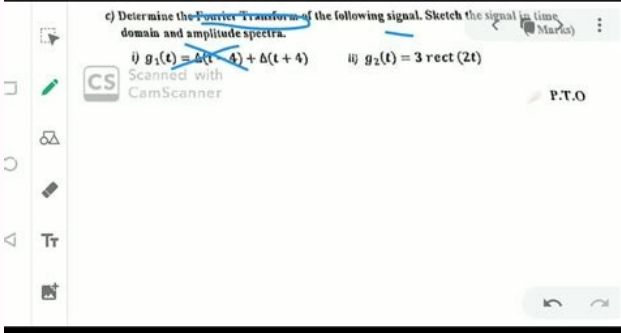 c) Determine the Fourier Transform of the following signal. Sketch the signal in time
domain and amplitude spectra. Marks)
i) g₁(t) = Δ(t - 4) + Δ(t + 4) ii) g₂(t) = 3 rect (2t)
CS Scanned with
CamScanner
P.T.O
TT